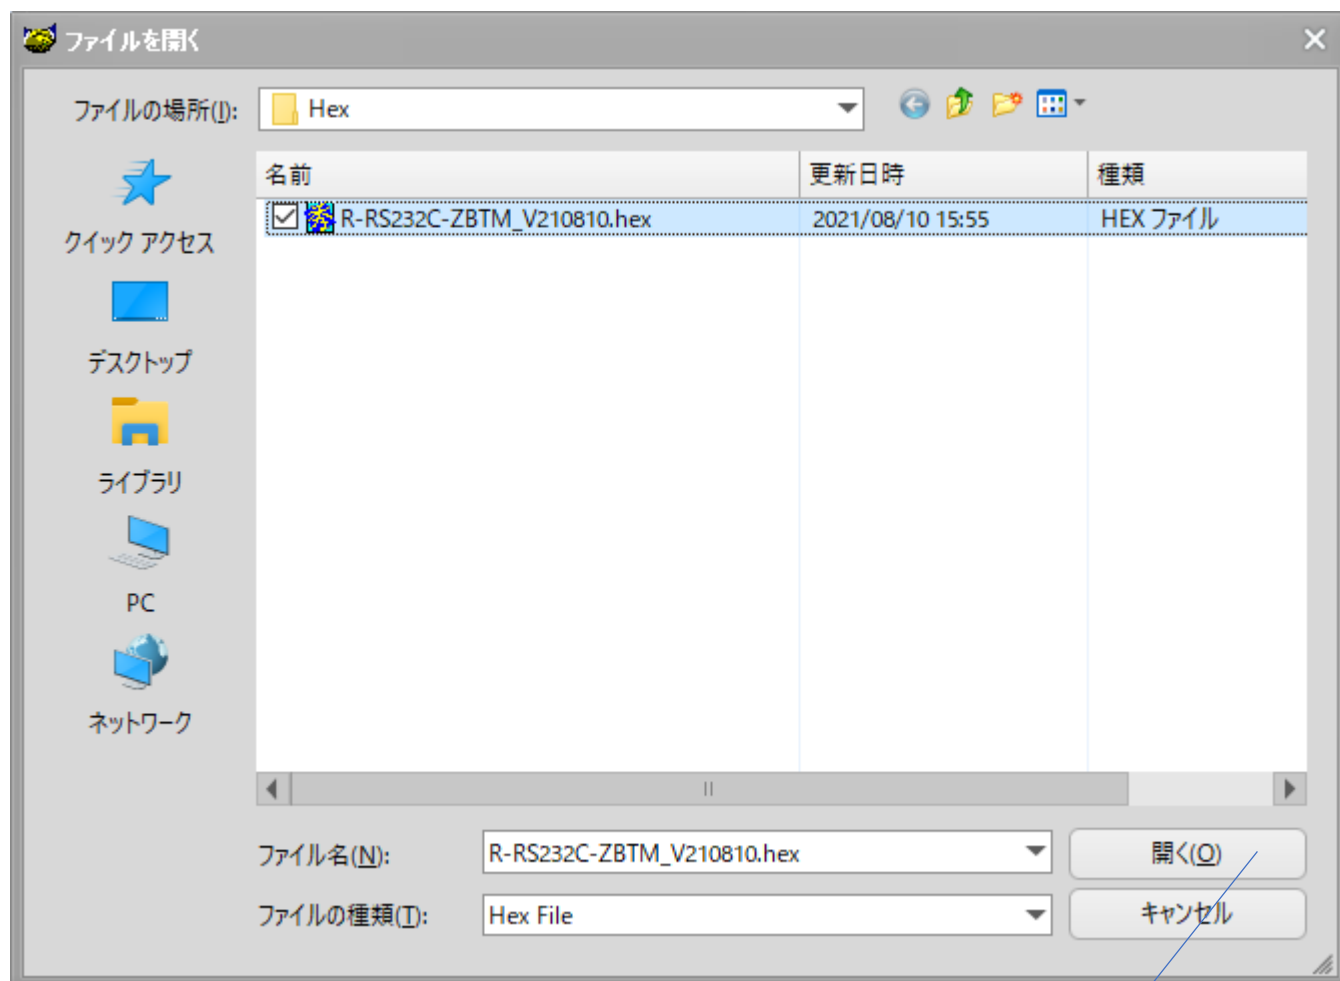 ファイルを開く
ファイルの場所(I): Hex
名前 更新日時 種類
R-RS232C-ZBTM_V210810.hex 2021/08/10 15:55 HEX ファイル
クイック アクセス
デスクトップ
ライブラリ
PC
ネットワーク
ファイル名(N): R-RS232C-ZBTM_V210810.hex 開く(O)
ファイルの種類(T): Hex File キャンセル